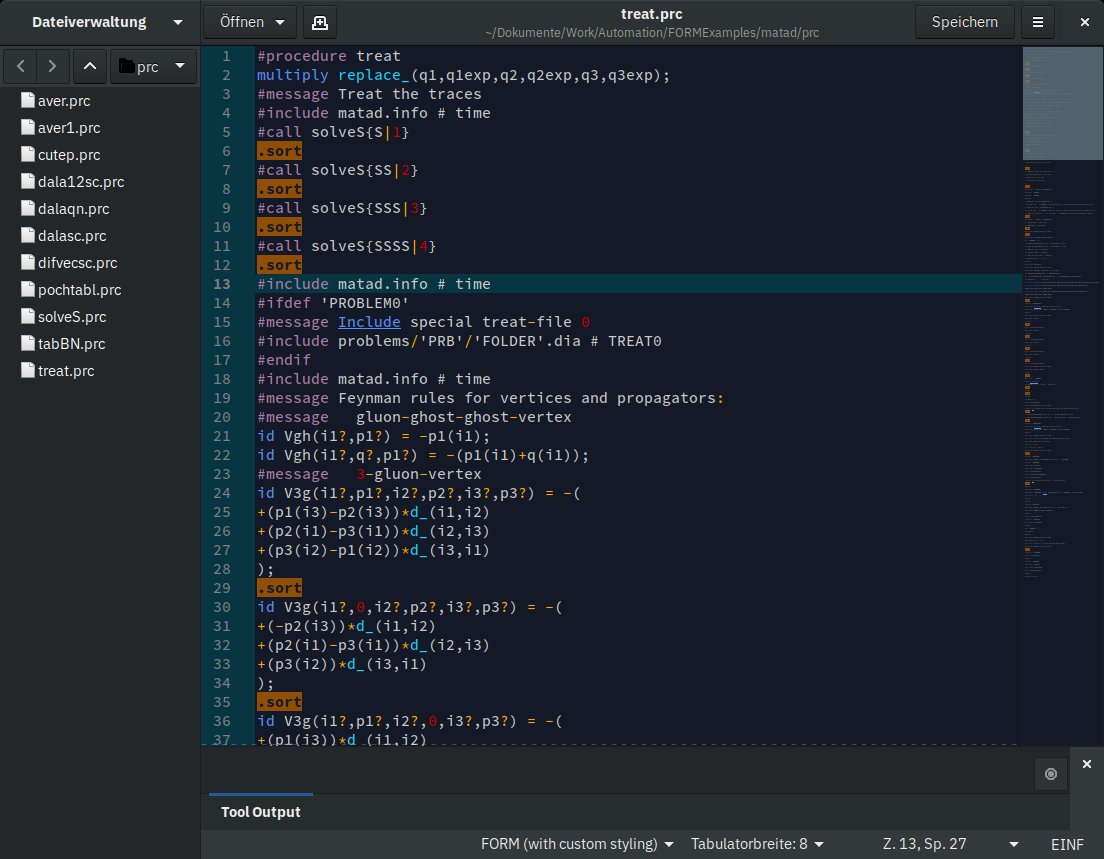 Dateiverwaltung
Öffnen
treat.prc
~/Dokumente/Work/Automation/FORMExamples/matad/prc
Speichern
prc
aver.prc
aver1.prc
cutep.prc
dala12sc.prc
dalaqn.prc
dalasc.prc
difvecsc.prc
pochtabl.prc
solveS.prc
tabBN.prc
treat.prc
1 #procedure treat
2 multiply replace_(q1,q1exp,q2,q2exp,q3,q3exp);
3 #message Treat the traces
4 #include matad.info # time
5 #call solveS{S|1}
6 .sort
7 #call solveS{SS|2}
8 .sort
9 #call solveS{SSS|3}
10 .sort
11 #call solveS{SSSS|4}
12 .sort
13 #include matad.info # time
14 #ifdef 'PROBLEM0'
15 #message Include special treat-file 0
16 #include problems/'PRB'/'FOLDER'.dia # TREAT0
17 #endif
18 #include matad.info # time
19 #message Feynman rules for vertices and propagators:
20 #message   gluon-ghost-ghost-vertex
21 id Vgh(i1?,p1?) = -p1(i1);
22 id Vgh(i1?,q?,p1?) = -(p1(i1)+q(i1));
23 #message   3-gluon-vertex
24 id V3g(i1?,p1?,i2?,p2?,i3?,p3?) = -(
25 +(p1(i3)-p2(i3))*d_(i1,i2)
26 +(p2(i1)-p3(i1))*d_(i2,i3)
27 +(p3(i2)-p1(i2))*d_(i3,i1)
28 );
29 .sort
30 id V3g(i1?,0,i2?,p2?,i3?,p3?) = -(
31 +(-p2(i3))*d_(i1,i2)
32 +(p2(i1)-p3(i1))*d_(i2,i3)
33 +(p3(i2))*d_(i3,i1)
34 );
35 .sort
36 id V3g(i1?,p1?,i2?,0,i3?,p3?) = -(
37 +(p1(i3))*d_(i1,i2)
Tool Output
FORM (with custom styling)
Tabulatorbreite: 8
Z. 13, Sp. 27
EINF